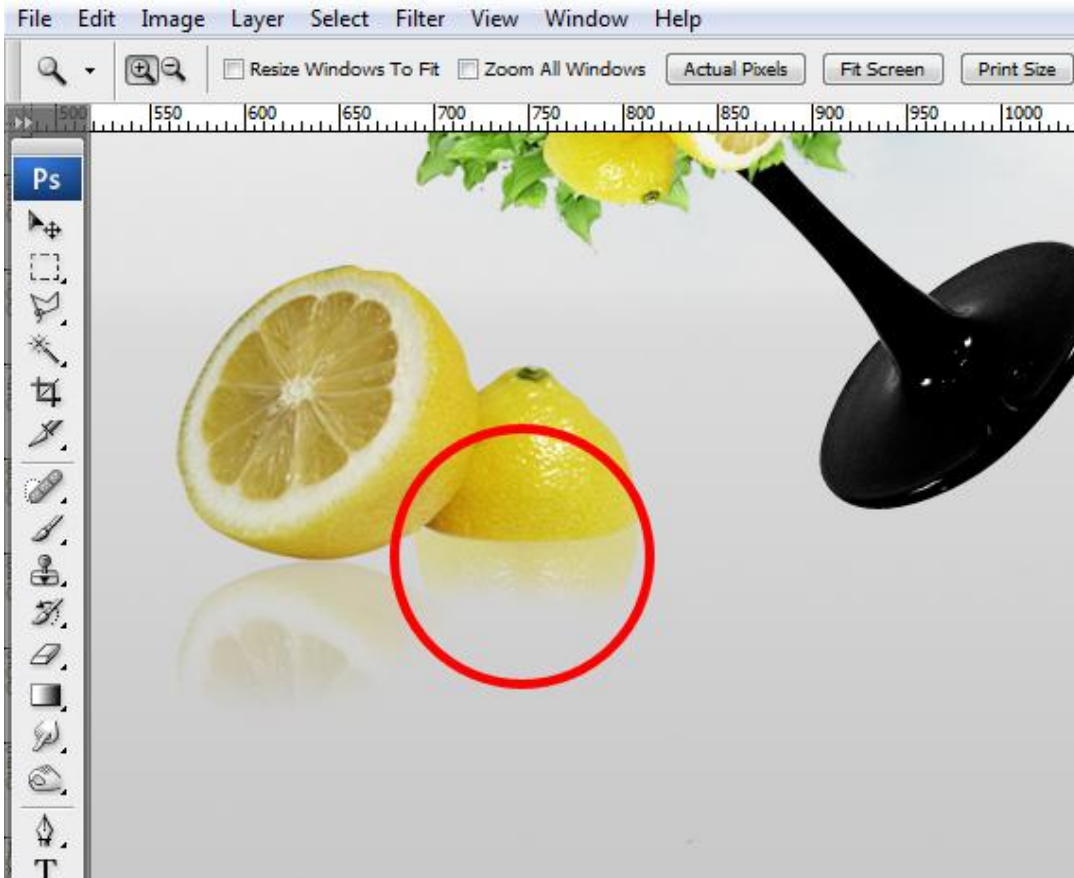 File Edit Image Layer Select Filter View Window Help
Resize Windows To Fit Zoom All Windows Actual Pixels Fit Screen Print Size
500 550 600 650 700 750 800 850 900 950 1000
Ps
T